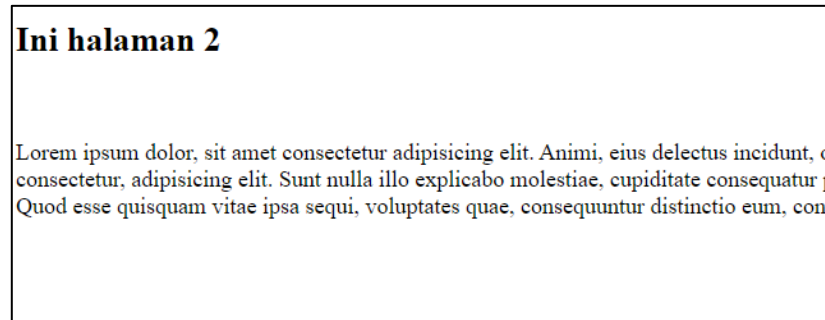 Ini halaman 2
Lorem ipsum dolor, sit amet consectetur adipisicing elit. Animi, eius delectus incidunt,
consectetur, adipisicing elit. Sunt nulla illo explicabo molestiae, cupiditate consequatur
Quod esse quisquam vitae ipsa sequi, voluptates quae, consequuntur distinctio eum, con